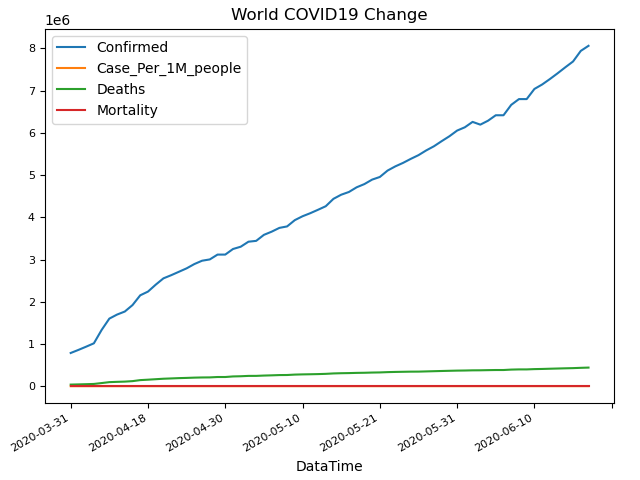 World COVID19 Change
1e6
Confirmed
Case_Per_1M_people
Deaths
Mortality
8
7
6
5
4
3
2
1
0
2020-03-31
2020-04-18
2020-04-30
2020-05-10
2020-05-21
2020-05-31
2020-06-10
DataTime